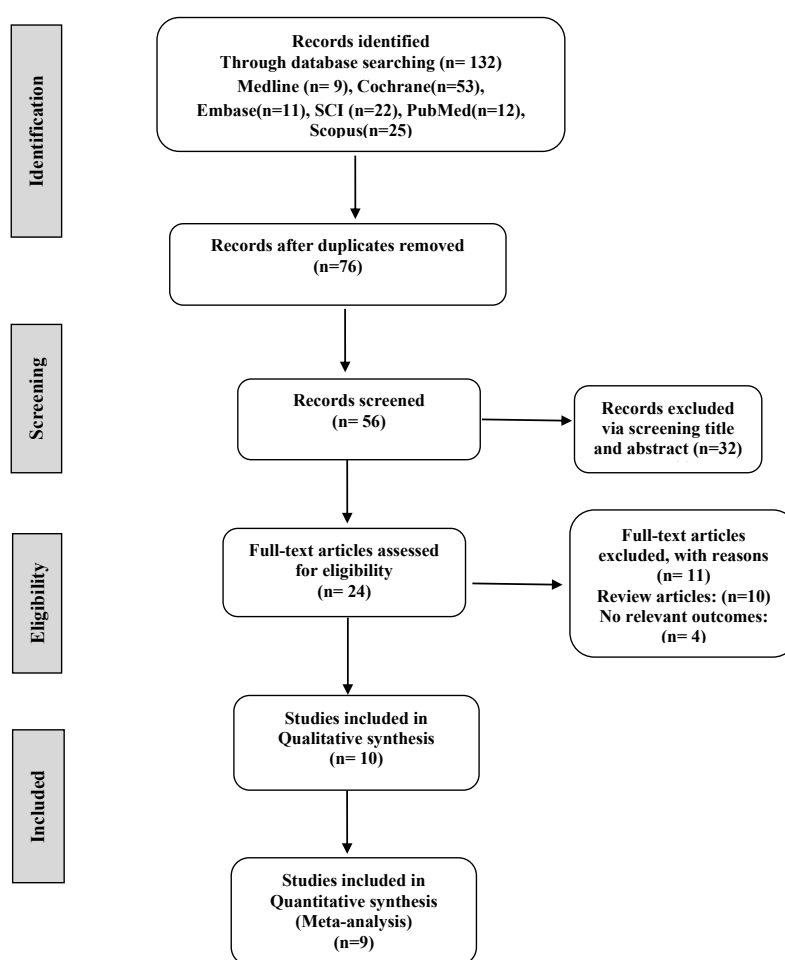 Identification
Records identified
Through database searching (n= 132)
Medline (n= 9), Cochrane(n=53),
Embase(n=11), SCI (n=22), PubMed(n=12),
Scopus(n=25)
Records after duplicates removed
(n=76)
Screening
Records screened
(n= 56)
Records excluded
via screening title
and abstract (n=32)
Eligibility
Full-text articles assessed
for eligibility
(n= 24)
Full-text articles
excluded, with reasons
(n= 11)
Review articles: (n=10)
No relevant outcomes:
(n= 4)
Included
Studies included in
Qualitative synthesis
(n= 10)
Studies included in
Quantitative synthesis
(Meta-analysis)
(n=9)